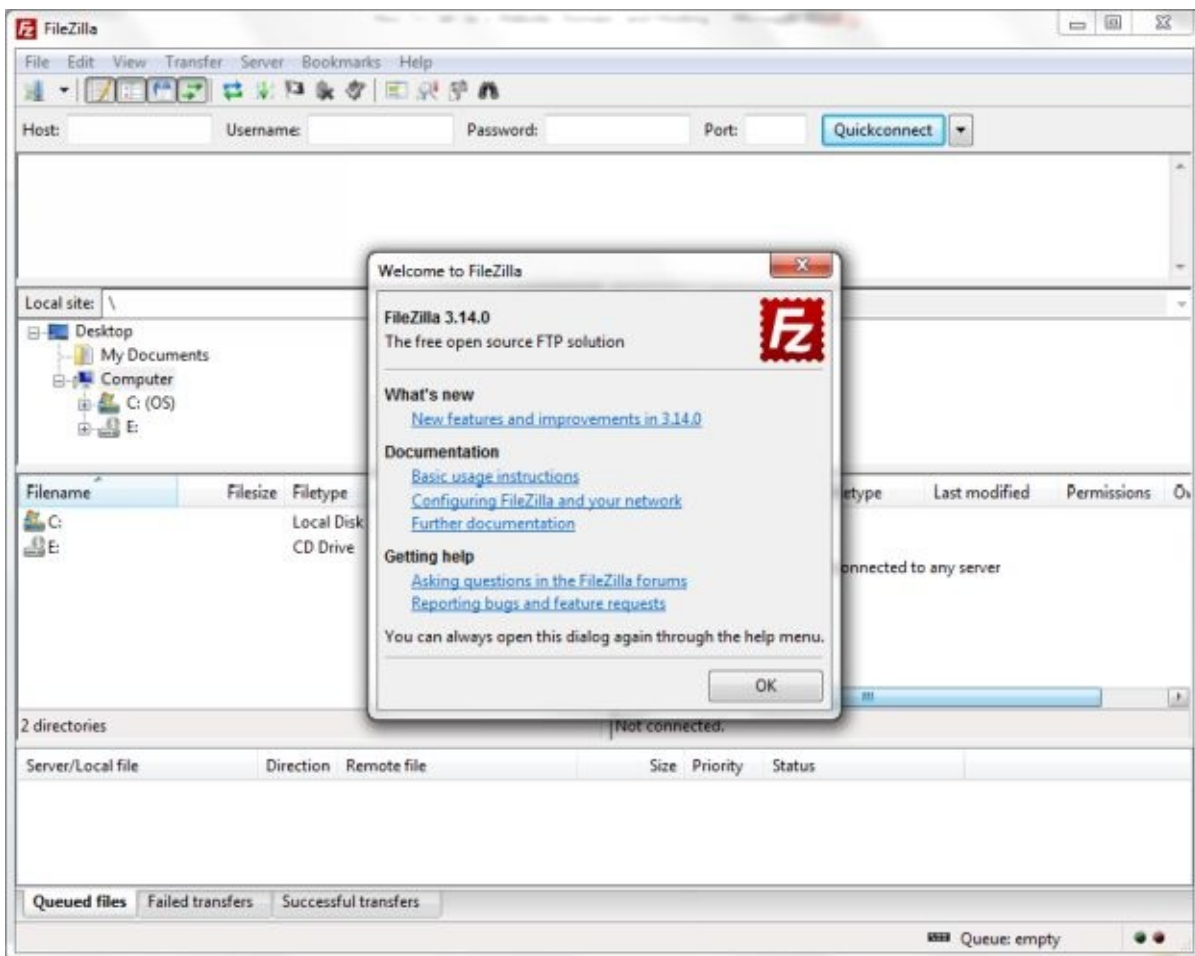 FileZilla
File Edit View Transfer Server Bookmarks Help
Host: Username: Password: Port: Quickconnect
Welcome to FileZilla
FileZilla 3.14.0
The free open source FTP solution
Fz
What's new
New features and improvements in 3.14.0
Documentation
Basic usage instructions
Configuring FileZilla and your network
Further documentation
Getting help
Asking questions in the FileZilla forums
Reporting bugs and feature requests
You can always open this dialog again through the help menu.
OK
Local site: \
Desktop
My Documents
Computer
C: (OS)
E:
Filename Filesize Filetype etype Last modified Permissions
C: Local Disk
E: CD Drive
onnected to any server
2 directories Not connected.
Server/Local file Direction Remote file Size Priority Status
Queued files Failed transfers Successful transfers
Queue: empty